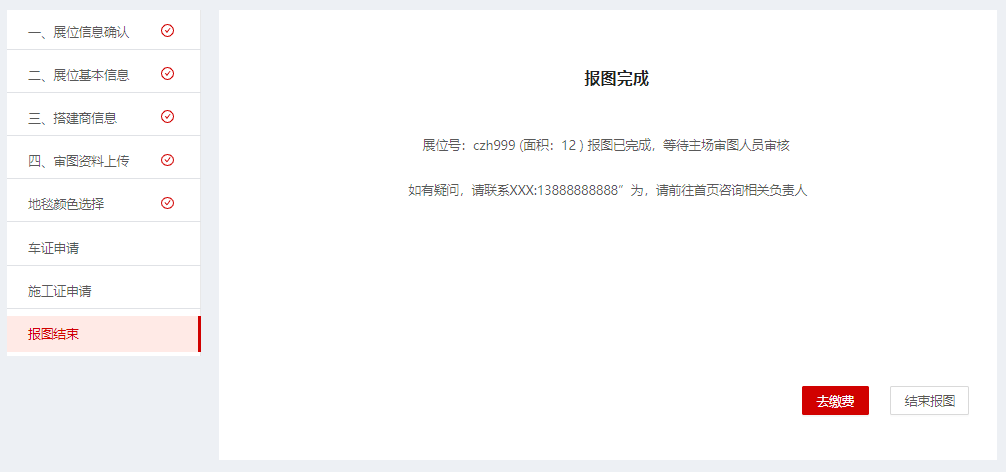 一、展位信息确认
二、展位基本信息
三、搭建商信息
四、审图资料上传
地毯颜色选择
车证申请
施工证申请
报图结束
报图完成
展位号：czh999 (面积：12 ) 报图已完成，等待主场审图人员审核
如有疑问，请联系XXX:13888888888”为，请前往首页咨询相关负责人
去缴费
结束报图